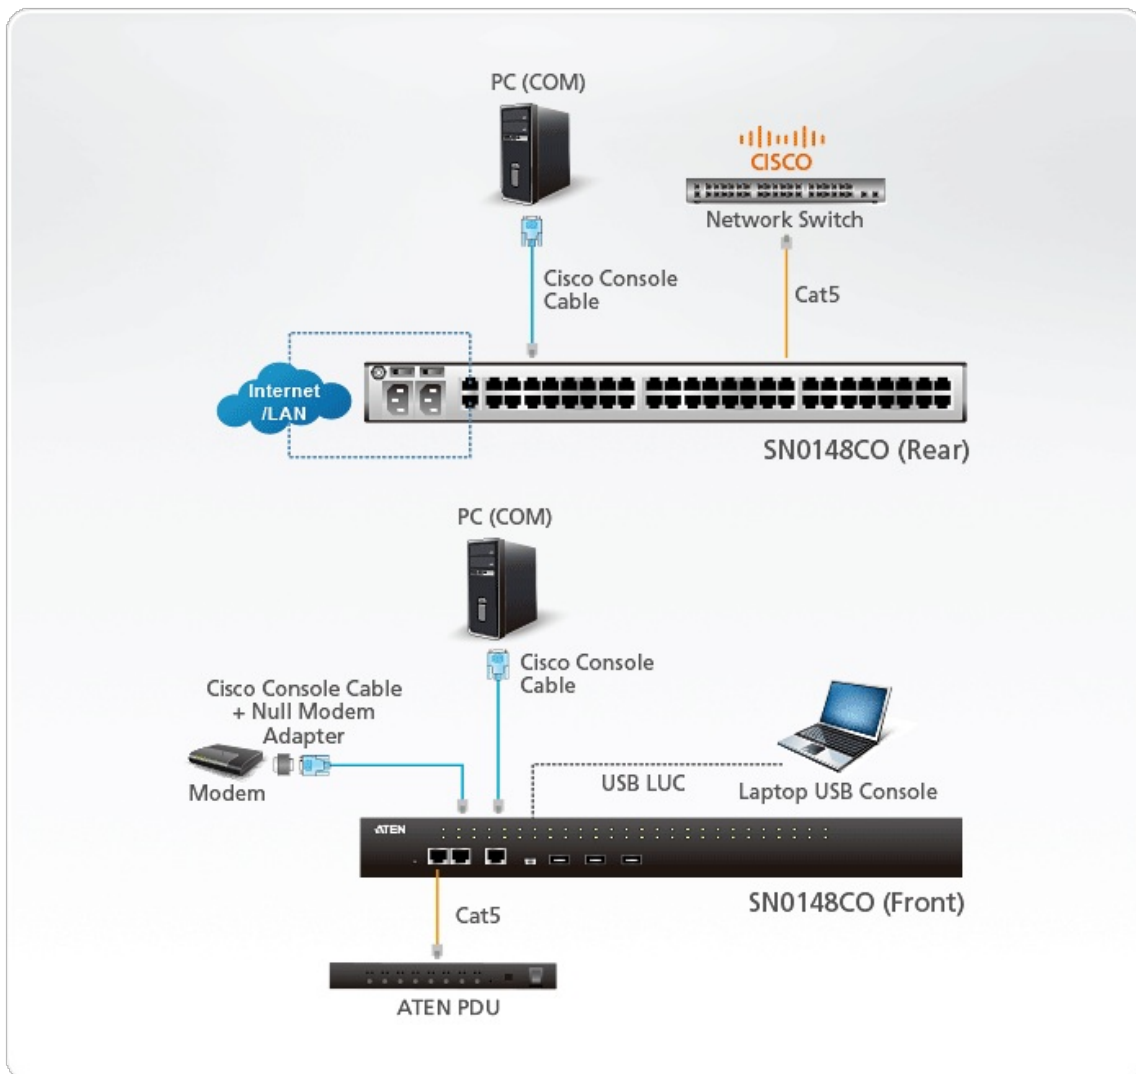 PC (COM)
CISCO
Network Switch
Cisco Console
Cable
Cat5
Internet
/LAN
SN0148CO (Rear)
PC (COM)
Cisco Console
Cable
Cisco Console Cable
+ Null Modem
Adapter
Modem
USB LUC
Laptop USB Console
ATEN
SN0148CO (Front)
Cat5
ATEN PDU